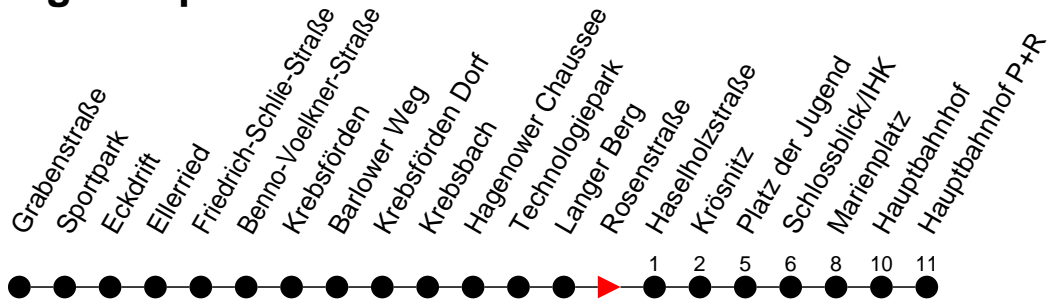 Grabenstraße
Sportpark
Eckdrift
Ellerried
Friedrich-Schlie-Straße
Benno-Voelkner-Straße
Krebsförden
Barlower Weg
Krebsförden Dorf
Krebsbach
Hagenower Chaussee
Technologiepark
Langer Berg
Rosenstraße
Haselholzstraße
Krösnitz
Platz der Jugend
Schlossblick/IHK
Marienplatz
Hauptbahnhof
Hauptbahnhof P+R
1 2 5 6 8 10 11